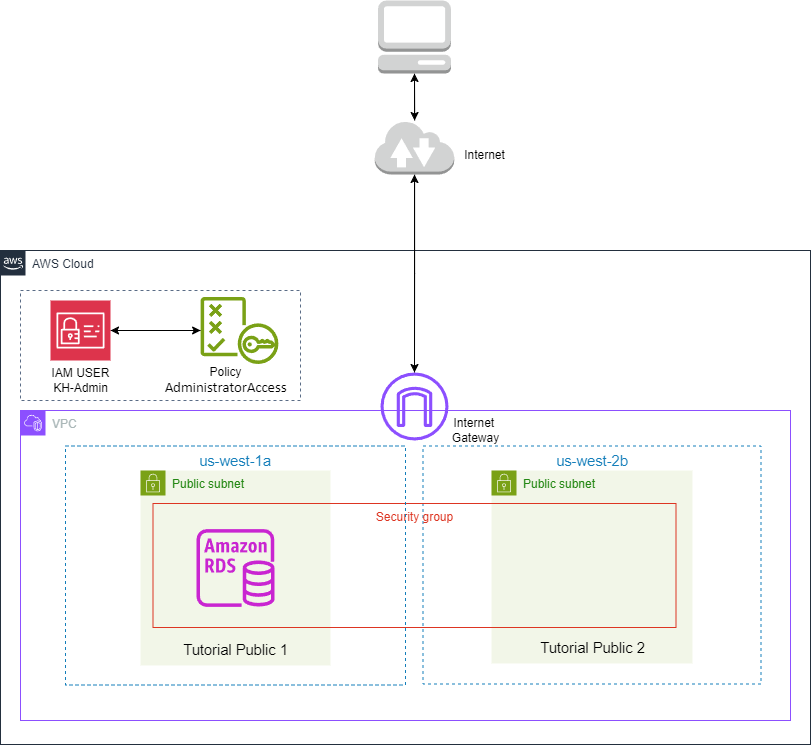 Internet
aws
AWS Cloud
IAM USER
KH-Admin
Policy
AdministratorAccess
VPC
Internet
Gateway
us-west-1a
us-west-2b
Public subnet
Public subnet
Security group
Amazon
RDS
Tutorial Public 1
Tutorial Public 2